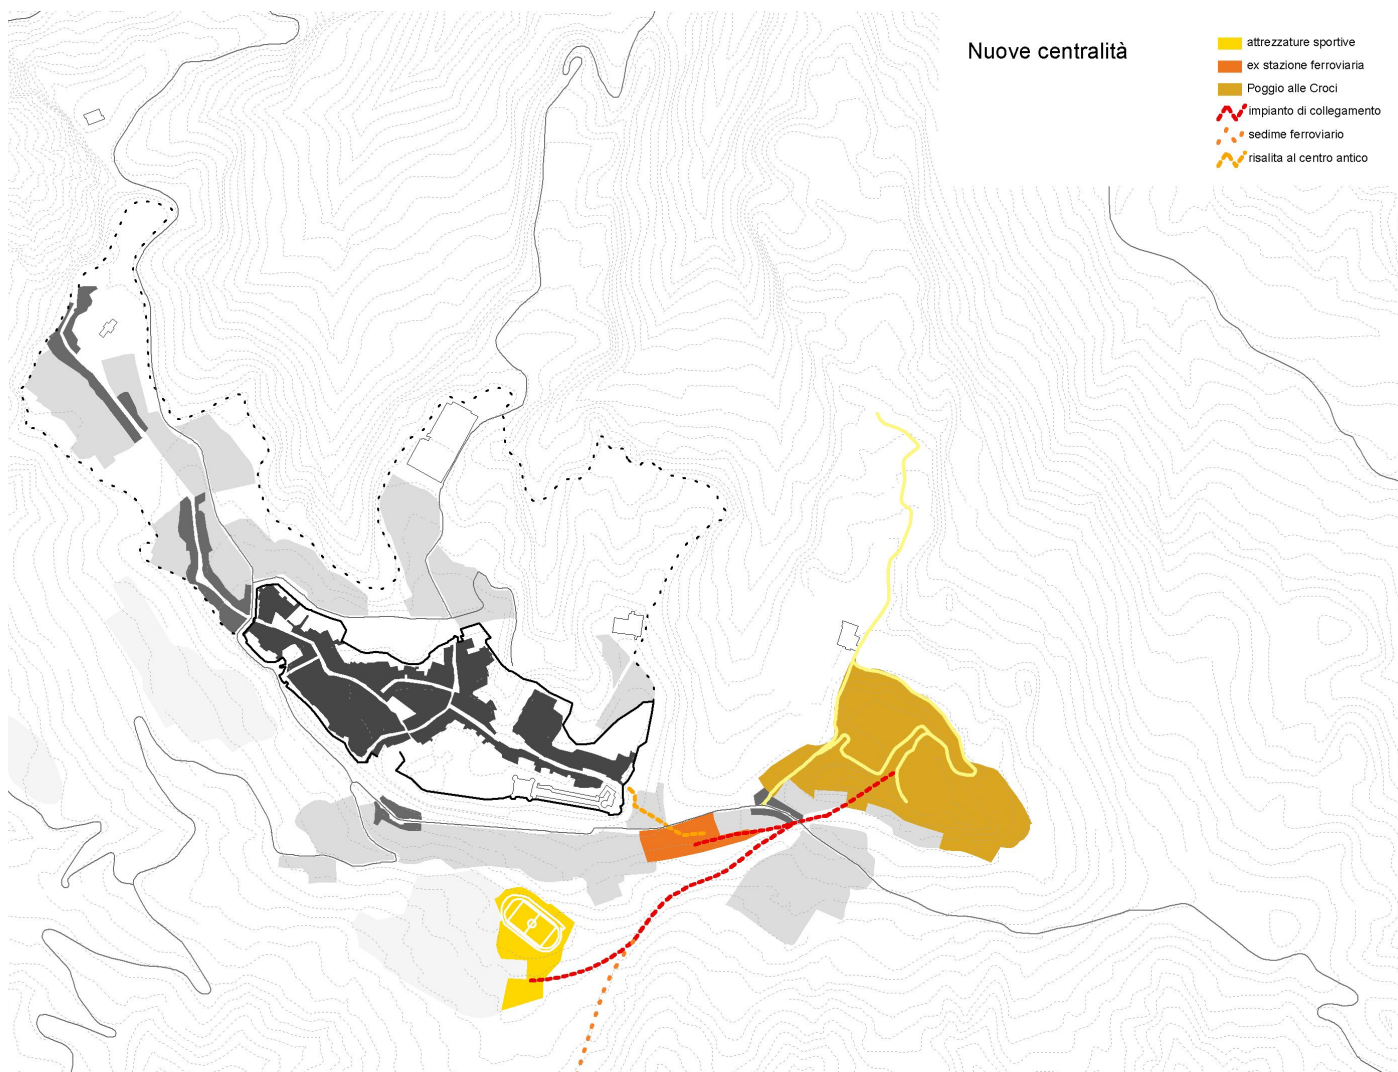 Nuove centralità
attrezzature sportive
ex stazione ferroviaria
Poggio alle Croci
impianto di collegamento
sedime ferroviario
risalita al centro antico